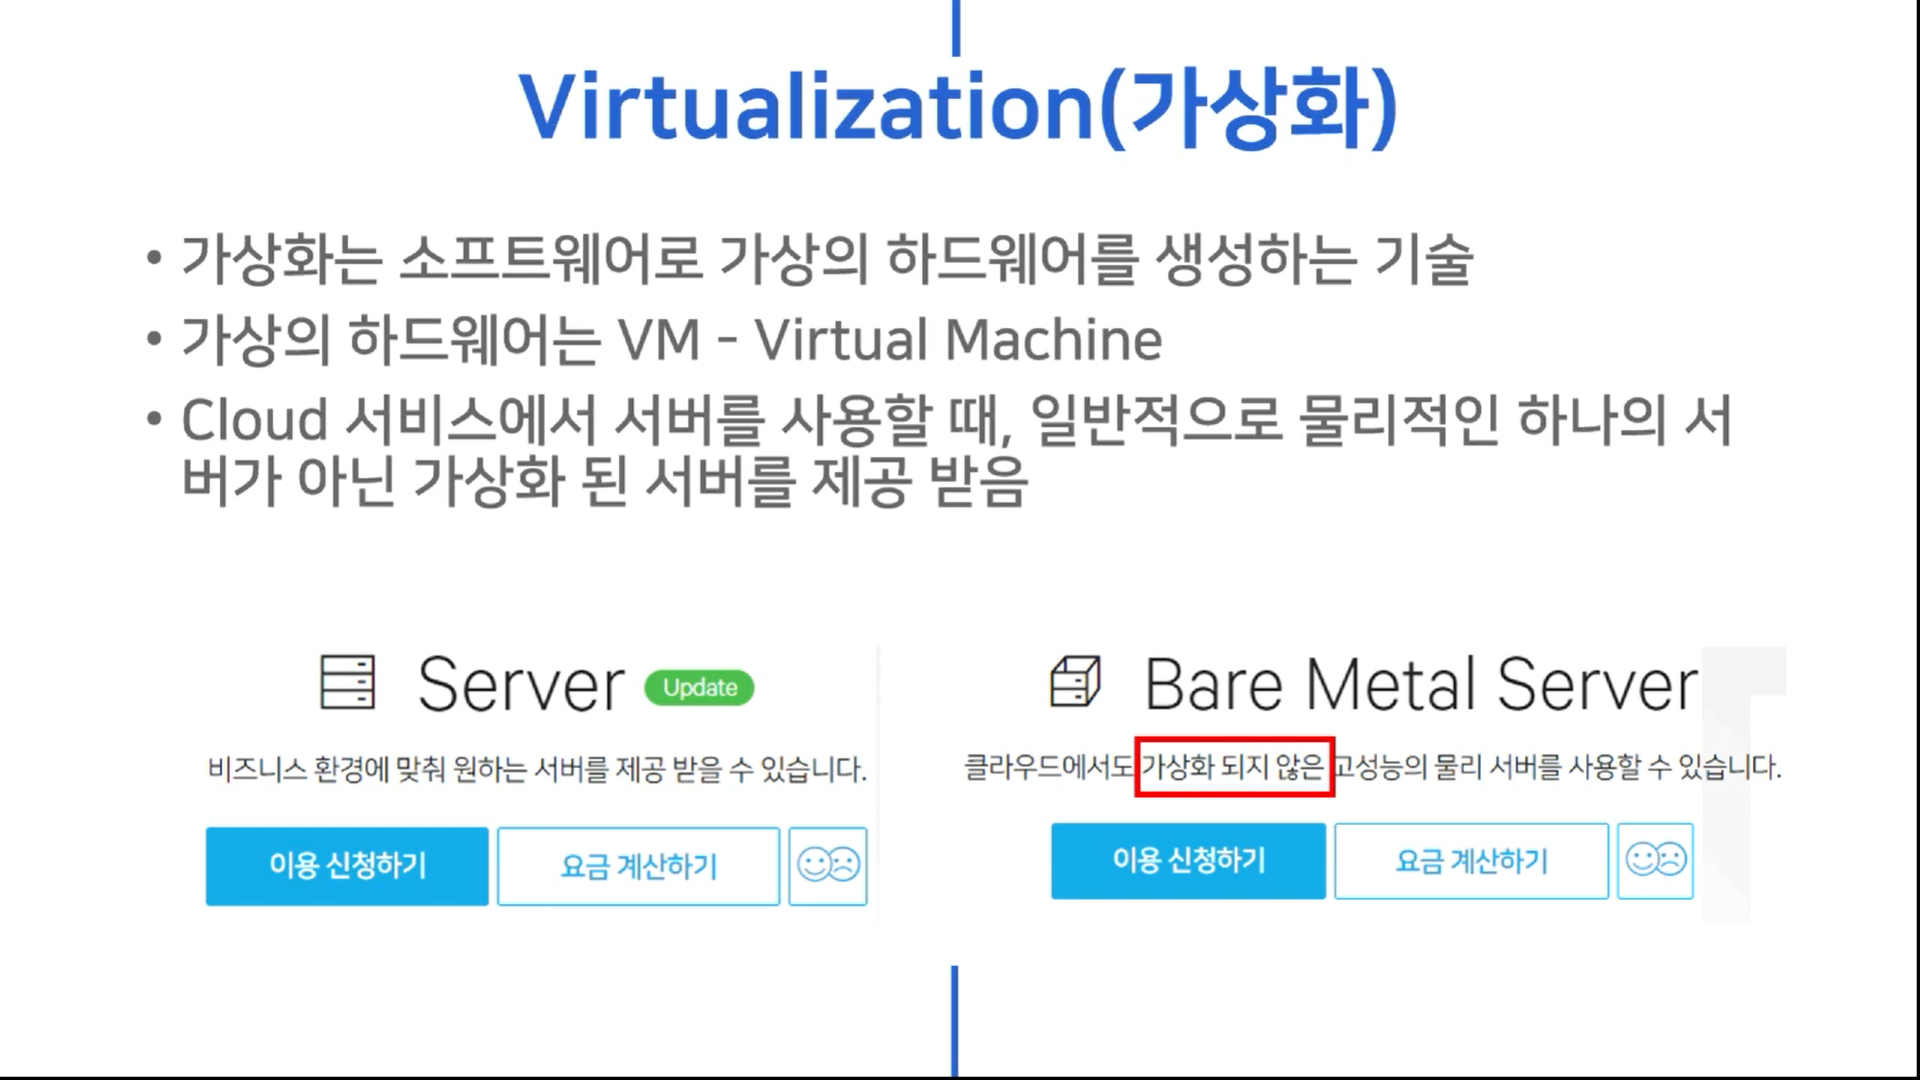 Virtualization(가상화)
• 가상화는 소프트웨어로 가상의 하드웨어를 생성하는 기술
• 가상의 하드웨어는 VM - Virtual Machine
• Cloud 서비스에서 서버를 사용할 때, 일반적으로 물리적인 하나의 서
버가 아닌 가상화 된 서버를 제공 받음
Server Update
비즈니스 환경에 맞춰 원하는 서버를 제공 받을 수 있습니다.
이용 신청하기 요금 계산하기
Bare Metal Server
클라우드에서도 가상화 되지 않은 고성능의 물리 서버를 사용할 수 있습니다.
이용 신청하기 요금 계산하기